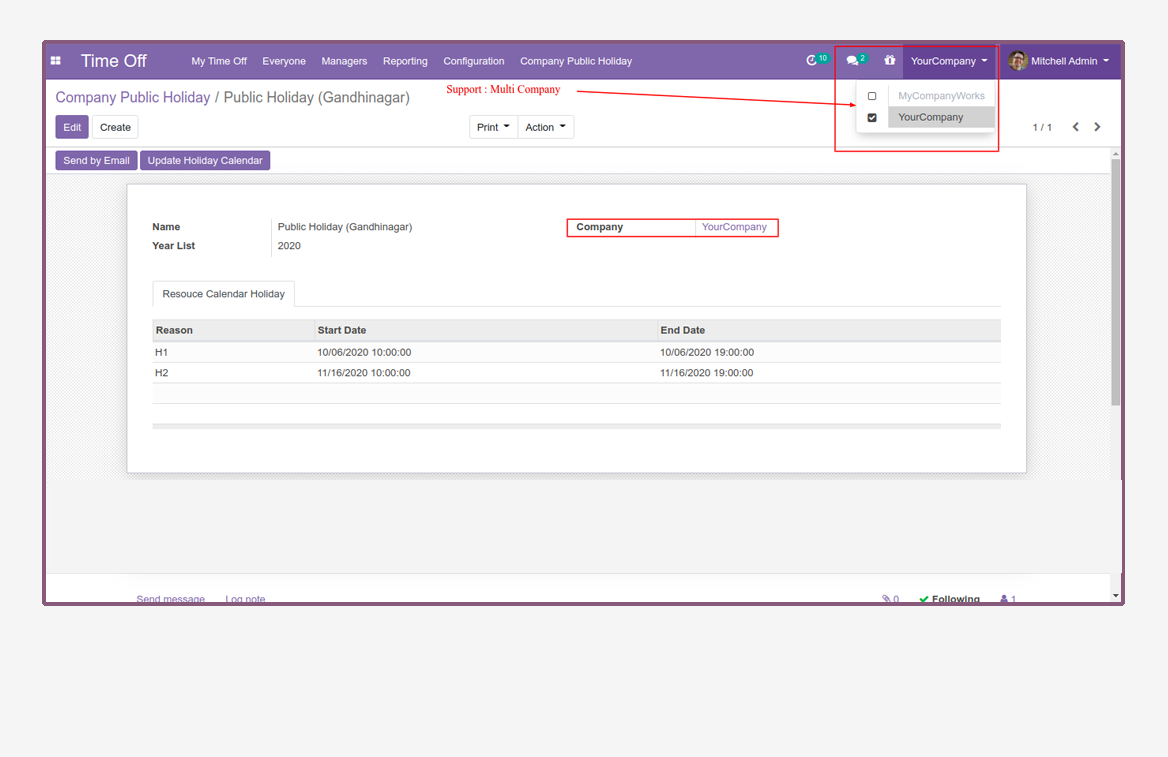 Time Off My Time Off Everyone Managers Reporting Configuration Company Public Holiday 10 2 YourCompany Mitchell Admin
Company Public Holiday / Public Holiday (Gandhinagar) Support : Multi Company MyCompanyWorks
YourCompany
Edit Create Print Action 1 / 1
Send by Email Update Holiday Calendar
Name Public Holiday (Gandhinagar) Company YourCompany
Year List 2020
Resouce Calendar Holiday
Reason Start Date End Date
H1 10/06/2020 10:00:00 10/06/2020 19:00:00
H2 11/16/2020 10:00:00 11/16/2020 19:00:00
Send message Log note 0 Following 1